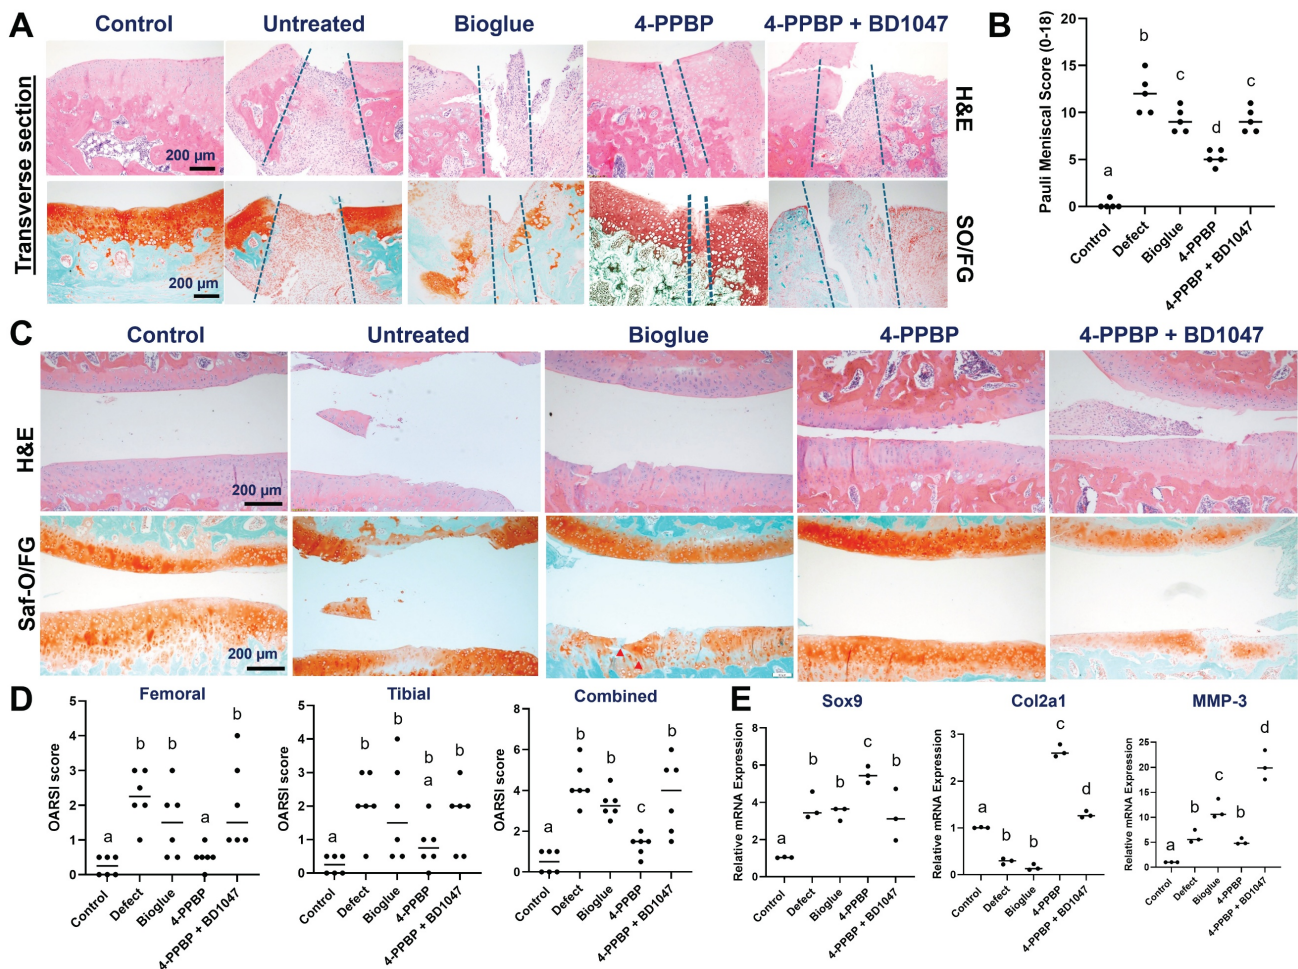 A
Control
Untreated
Bioglue
4-PPBP
4-PPBP + BD1047
Transverse section
200 µm
H&E
200 µm
SO/FG
B
Pauli Meniscal Score (0-18)
20
15
10
5
0
a
b
c
d
c
Control
Defect
Bioglue
4-PPBP
4-PPBP + BD1047
C
Control
Untreated
Bioglue
4-PPBP
4-PPBP + BD1047
H&E
200 µm
Saf-O/FG
200 µm
D
Femoral
OARSI score
5
4
3
2
1
0
a
b
b
a
b
Control
Defect
Bioglue
4-PPBP
4-PPBP + BD1047
Tibial
OARSI score
5
4
3
2
1
0
a
b
b
b
a
b
Control
Defect
Bioglue
4-PPBP
4-PPBP + BD1047
Combined
OARSI score
8
6
4
2
0
a
b
b
c
b
Control
Defect
Bioglue
4-PPBP
4-PPBP + BD1047
E
Sox9
Relative mRNA Expression
8
6
4
2
0
a
b
b
c
b
Control
Defect
Bioglue
4-PPBP
4-PPBP + BD1047
Col2a1
Relative mRNA Expression
3
2
1
0
a
b
b
c
d
Control
Defect
Bioglue
4-PPBP
4-PPBP + BD1047
MMP-3
Relative mRNA Expression
25
20
15
10
5
0
a
b
c
b
d
Control
Defect
Bioglue
4-PPBP
4-PPBP + BD1047